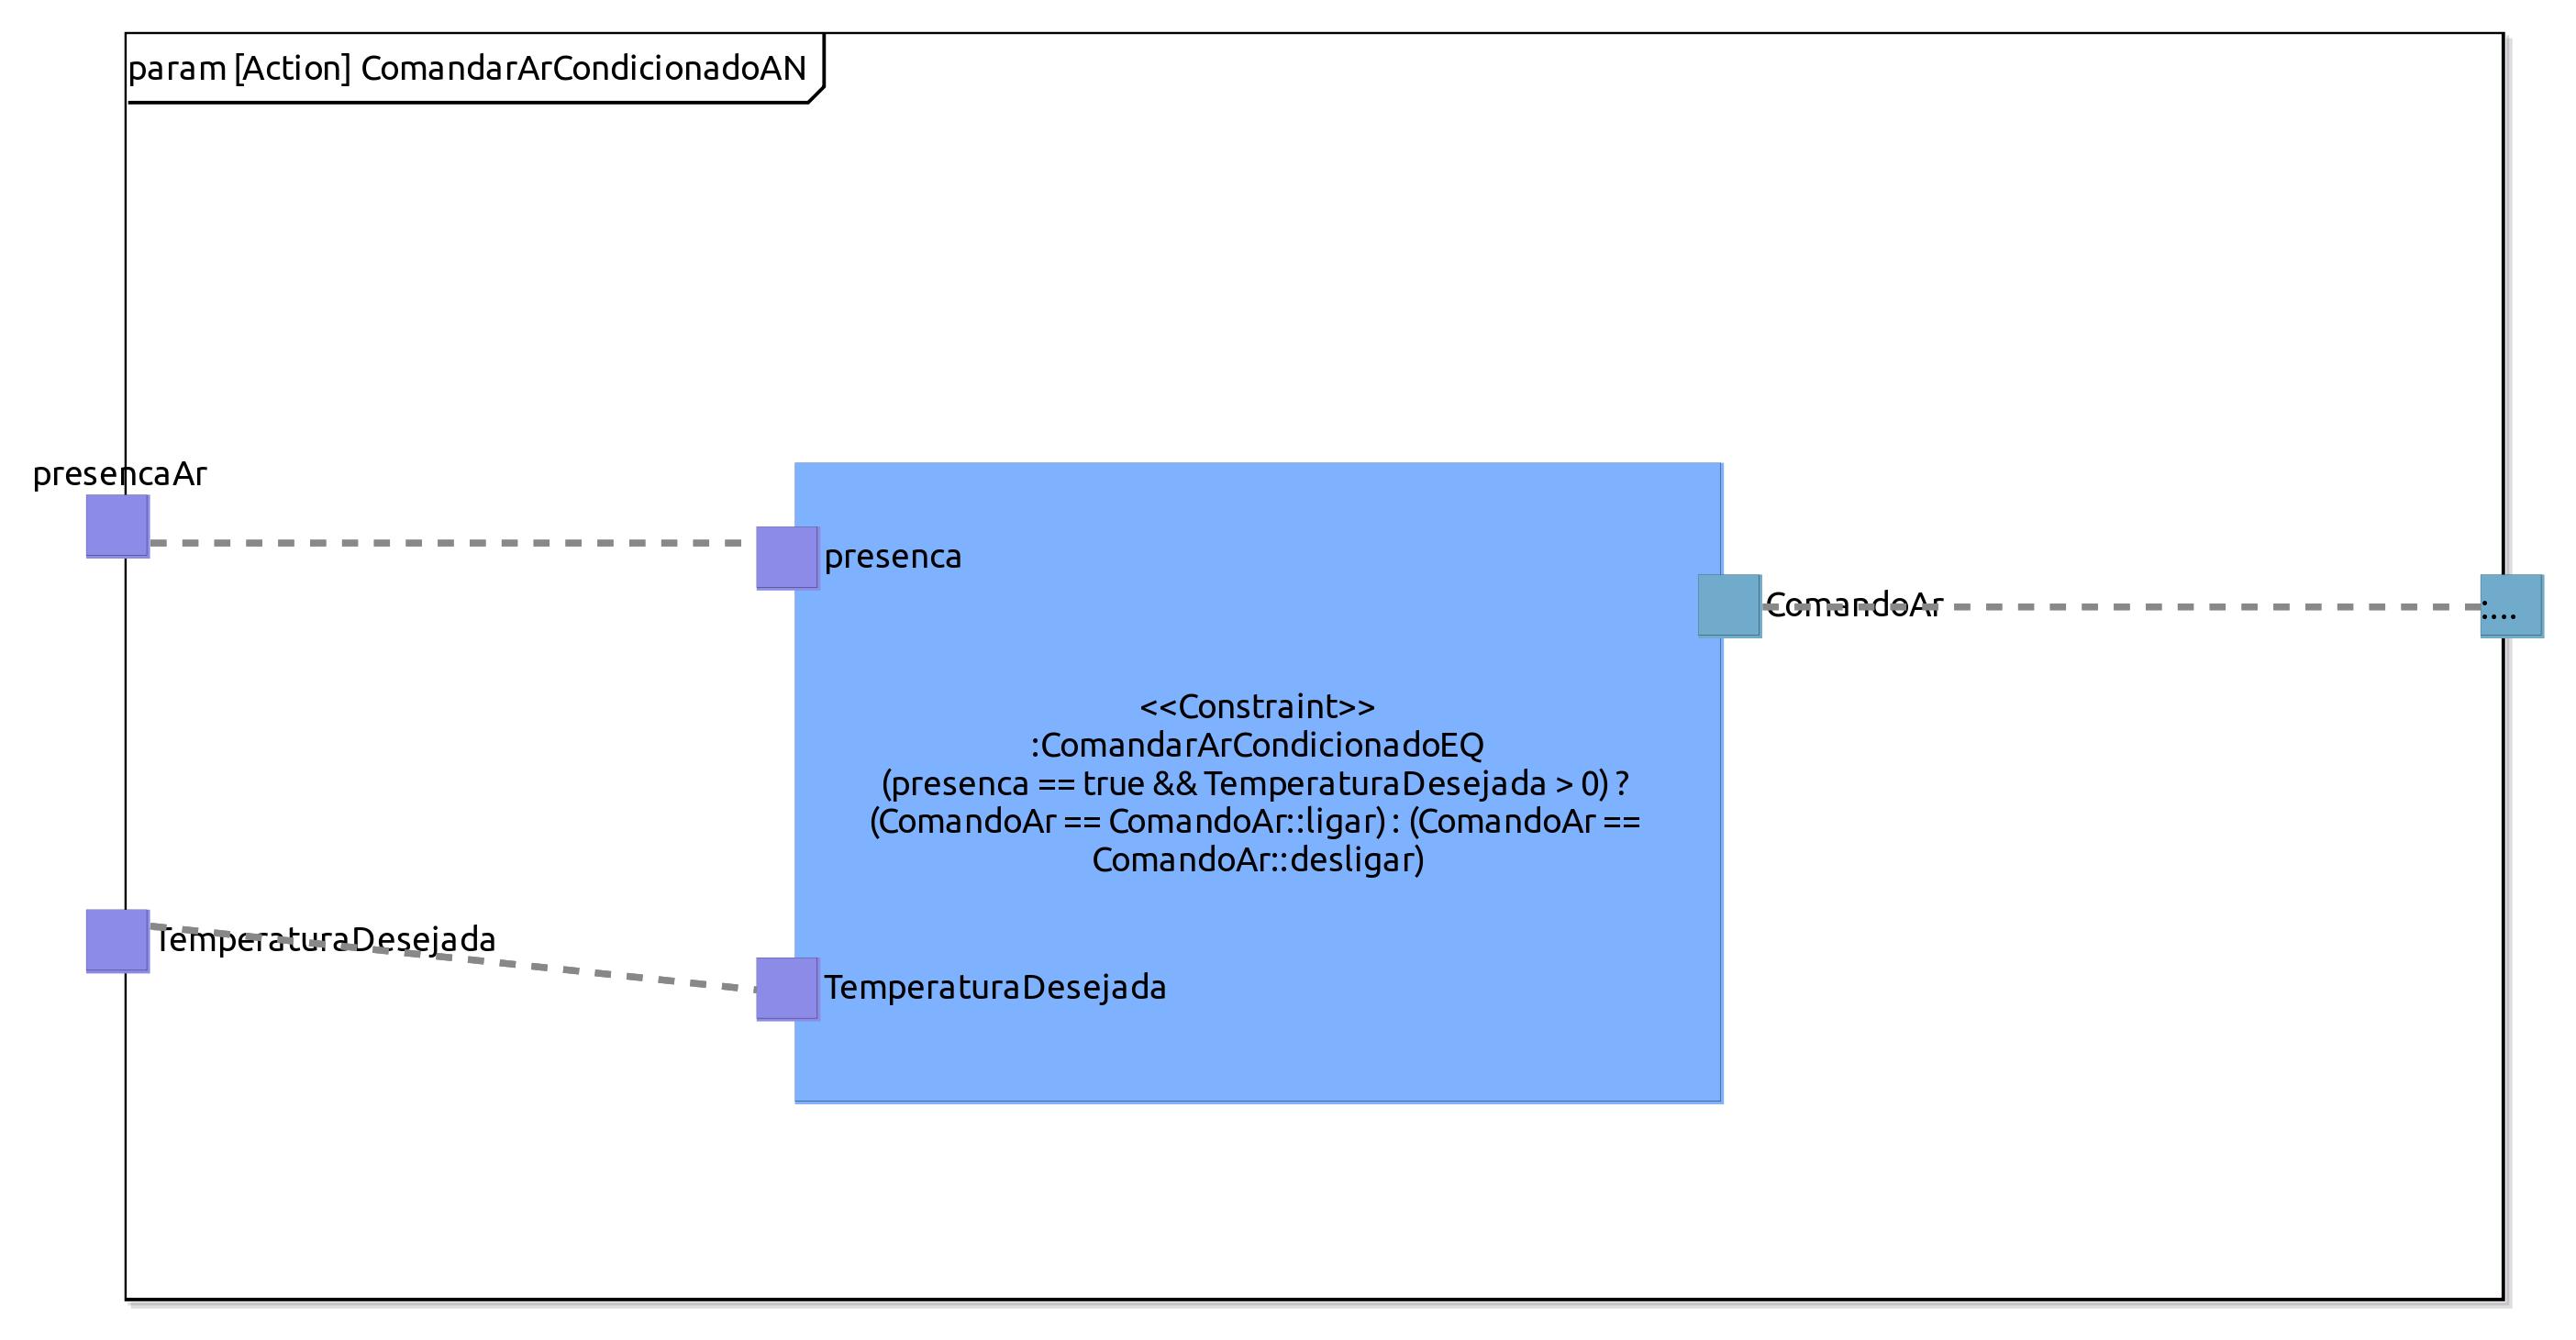 param [Action] ComandarArCondicionadoAN
presencaAr
presenca
ComandoAr
:....
<<Constraint>>
:ComandarArCondicionadoEQ
(presenca == true && TemperaturaDesejada > 0) ?
(ComandoAr == ComandoAr::ligar) : (ComandoAr ==
ComandoAr::desligar)
TemperaturaDesejada
TemperaturaDesejada